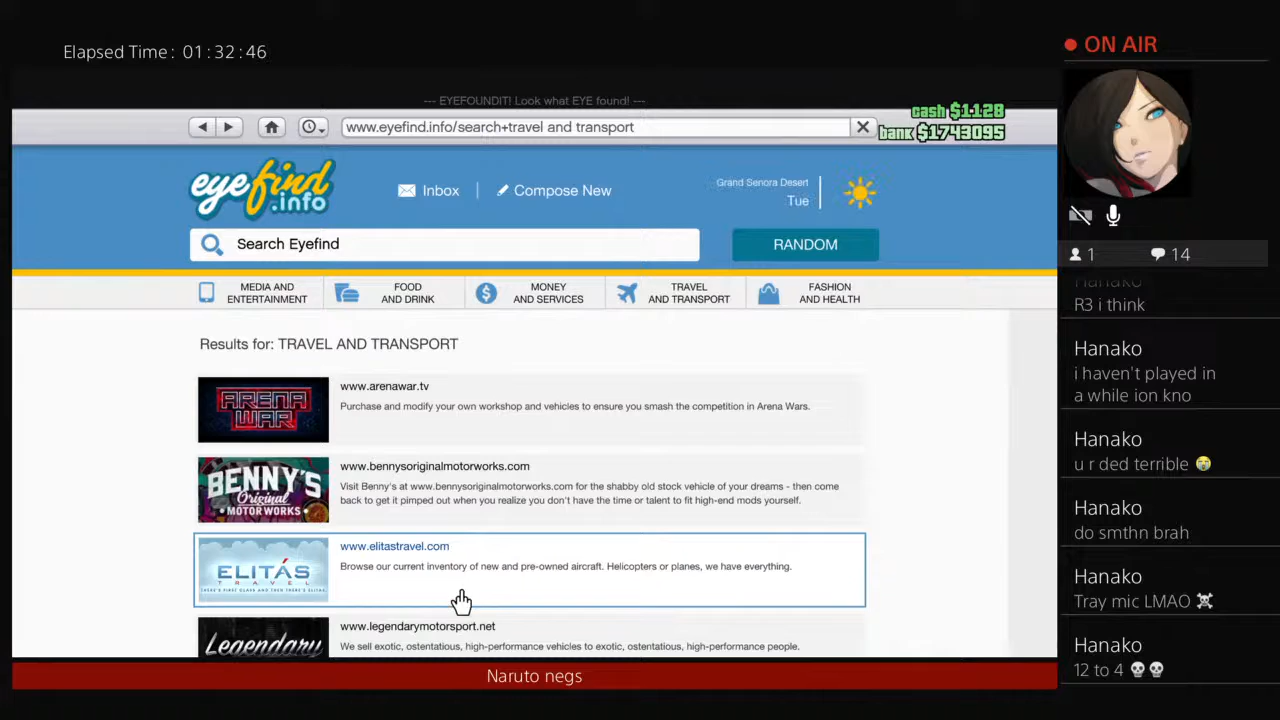 Elapsed Time: 01:32:46
ON AIR
--- EYEFOUNDIT! Look what EYE found! ---
cash $1128
bank $1743095
www.eyefind.info/search+travel and transport
eyefind.info
Inbox
Compose New
Grand Senora Desert
Tue
Search Eyefind
RANDOM
MEDIA AND
ENTERTAINMENT
FOOD
AND DRINK
MONEY
AND SERVICES
TRAVEL
AND TRANSPORT
FASHION
AND HEALTH
Results for: TRAVEL AND TRANSPORT
ARENA
WAR
www.arenawar.tv
Purchase and modify your own workshop and vehicles to ensure you smash the competition in Arena Wars.
BENNY'S
Original
MOTOR WORKS
www.bennysoriginalmotorworks.com
Visit Benny's at www.bennysoriginalmotorworks.com for the shabby old stock vehicle of your dreams - then come
back to get it pimped out when you realize you don't have the time or talent to fit high-end mods yourself.
ELITÁS
TRAVEL
THERE'S FIRST CLASS AND THEN THERE'S ELITAS.
www.elitastravel.com
Browse our current inventory of new and pre-owned aircraft. Helicopters or planes, we have everything.
Legendary
www.legendarymotorsport.net
We sell exotic, ostentatious, high-performance vehicles to exotic, ostentatious, high-performance people.
Naruto negs
1
14
Hanako
R3 i think
Hanako
i haven't played in
a while ion kno
Hanako
u r ded terrible 😭
Hanako
do smthn brah
Hanako
Tray mic LMAO ☠
Hanako
12 to 4 💀💀